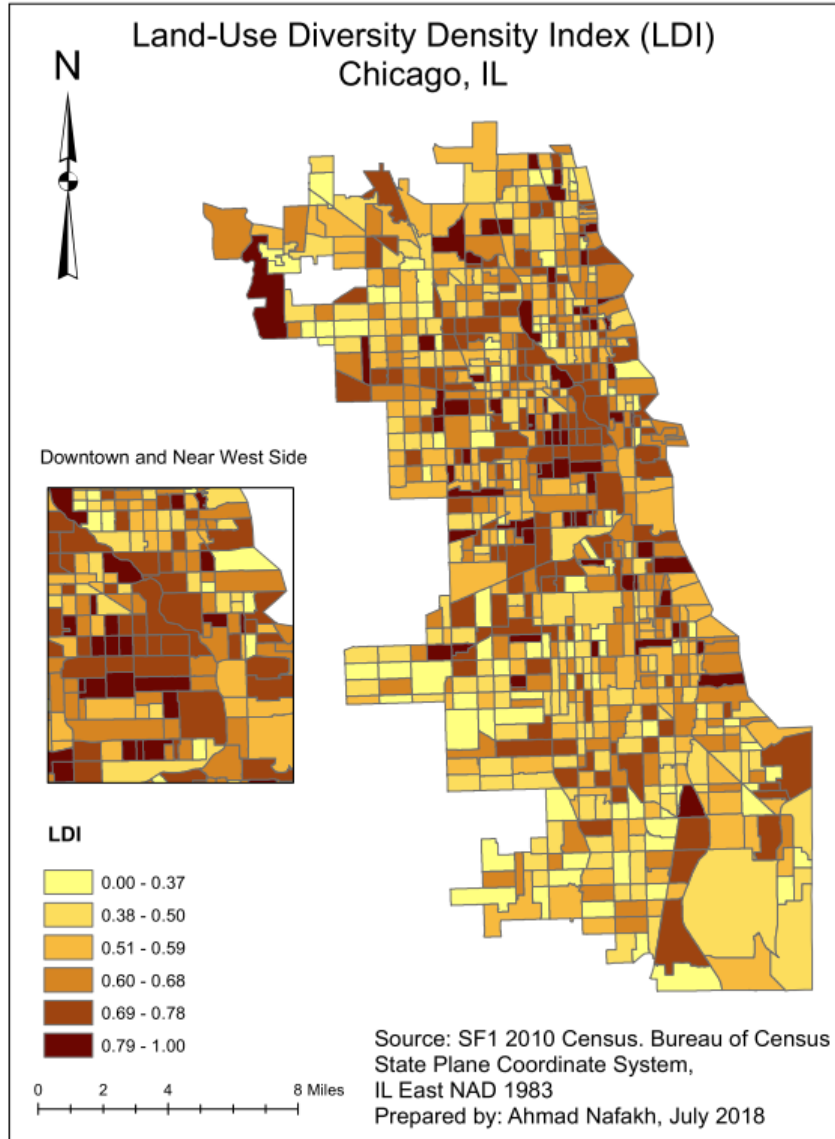 Land-Use Diversity Density Index (LDI)
Chicago, IL
N
Downtown and Near West Side
LDI
0.00 - 0.37
0.38 - 0.50
0.51 - 0.59
0.60 - 0.68
0.69 - 0.78
0.79 - 1.00
0 2 4 8 Miles
Source: SF1 2010 Census. Bureau of Census
State Plane Coordinate System,
IL East NAD 1983
Prepared by: Ahmad Nafakh, July 2018